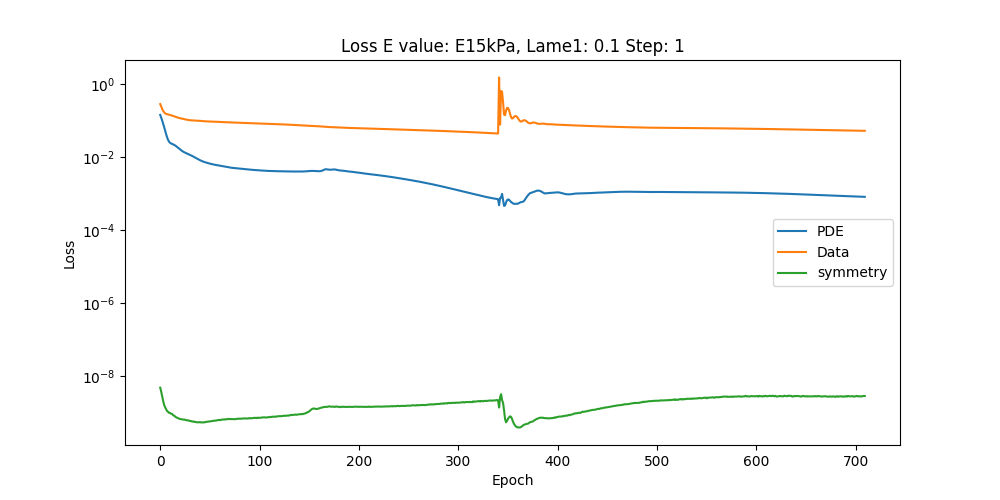 Loss E value: E15kPa, Lame1: 0.1 Step: 1
Loss
10^0
10^-2
10^-4
10^-6
10^-8
PDE
Data
symmetry
0 100 200 300 400 500 600 700
Epoch